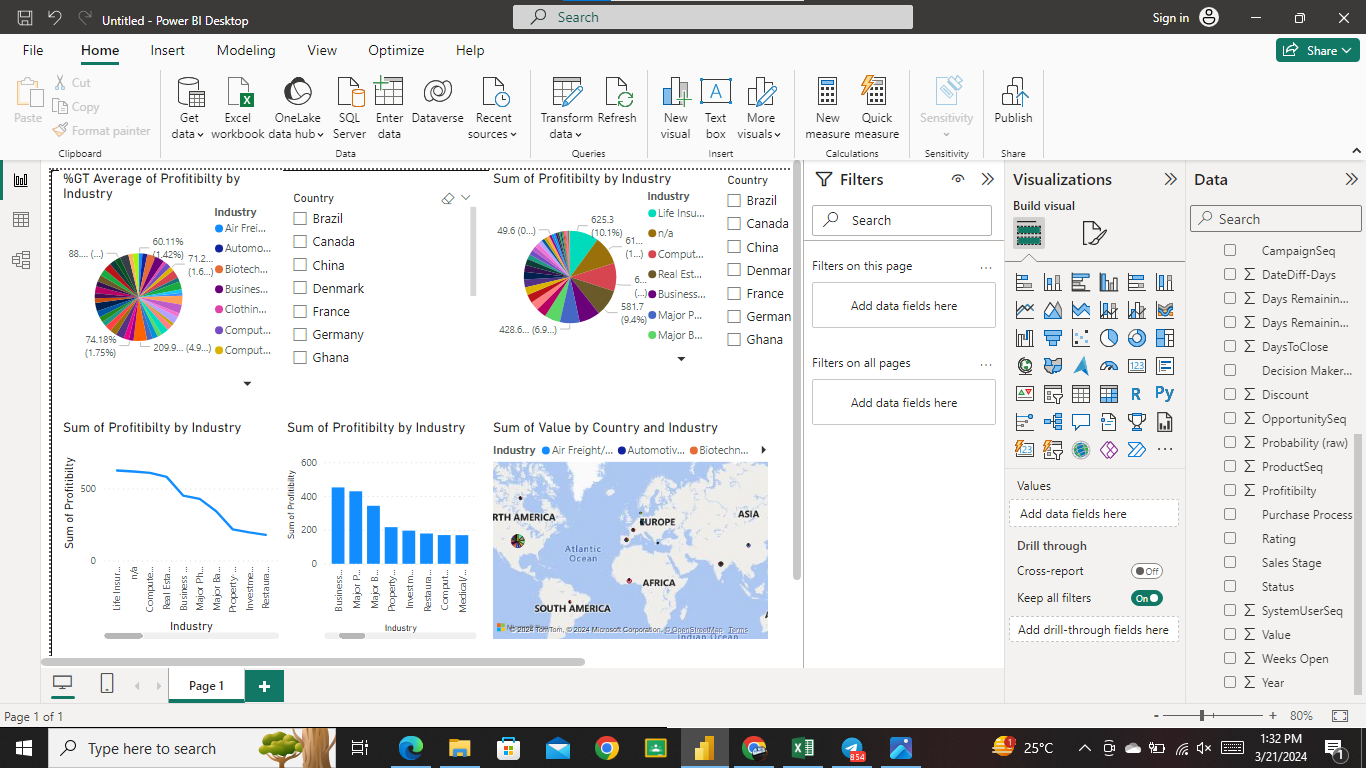 Untitled - Power BI Desktop
Search
Sign in
File Home Insert Modeling View Optimize Help
Share
Paste
Cut
Copy
Format painter
Clipboard
Get data
Excel workbook
OneLake data hub
SQL Server
Enter data
Dataverse
Recent sources
Data
Transform data
Refresh
Queries
New visual
Text box
More visuals
Insert
New measure
Quick measure
Calculations
Sensitivity
Sensitivity
Publish
Share
%GT Average of Profitibilty by Industry
88.... (...)
60.11% (1.42%)
71.2... (1.6...)
74.18% (1.75%)
209.9... (4.9...)
Industry
Air Frei...
Automo...
Biotech...
Busines...
Clothin...
Comput...
Comput...
Country
Brazil
Canada
China
Denmark
France
Germany
Ghana
Sum of Profitibilty by Industry
49.6 (0...)
625.3 (10.1%)
61... (1...)
6... (...)
581.7 (9.4%)
428.6... (6.9...)
Industry
Life Insu...
n/a
Comput...
Real Est...
Business...
Major P...
Major B...
Country
Brazil
Canada
China
Denmar
France
German
Ghana
Sum of Profitibilty by Industry
Sum of Profitibilty
500
0
Life Insur...
n/a
Compute...
Real Esta...
Business ...
Major Ph...
Major Ba...
Property-...
Investme...
Restaura...
Industry
Sum of Profitibilty by Industry
Sum of Profitibilty
600
400
200
0
Business...
Major P...
Major B...
Property...
Investm...
Restaura...
Comput...
Medical/...
Industry
Sum of Value by Country and Industry
Industry Air Freight/... Automotiv... Biotechn...
RTH AMERICA
EUROPE
ASIA
Atlantic Ocean
AFRICA
SOUTH AMERICA
Indian Ocean
© 2024 TomTom, © 2024 Microsoft Corporation, © OpenStreetMap Terms
Filters
Search
Filters on this page
...
Add data fields here
Filters on all pages
...
Add data fields here
Visualizations
Build visual
123
R
Py
123
...
Values
Add data fields here
Drill through
Cross-report
Off
Keep all filters
On
Add drill-through fields here
Data
Search
CampaignSeq
DateDiff-Days
Days Remainin...
Days Remainin...
DaysToClose
Decision Maker...
Discount
OpportunitySeq
Probability (raw)
ProductSeq
Profitibilty
Purchase Process
Rating
Sales Stage
Status
SystemUserSeq
Value
Weeks Open
Year
Page 1
+
Page 1 of 1
- + 80%
Type here to search
854
1
25°C
1:32 PM
3/21/2024
1